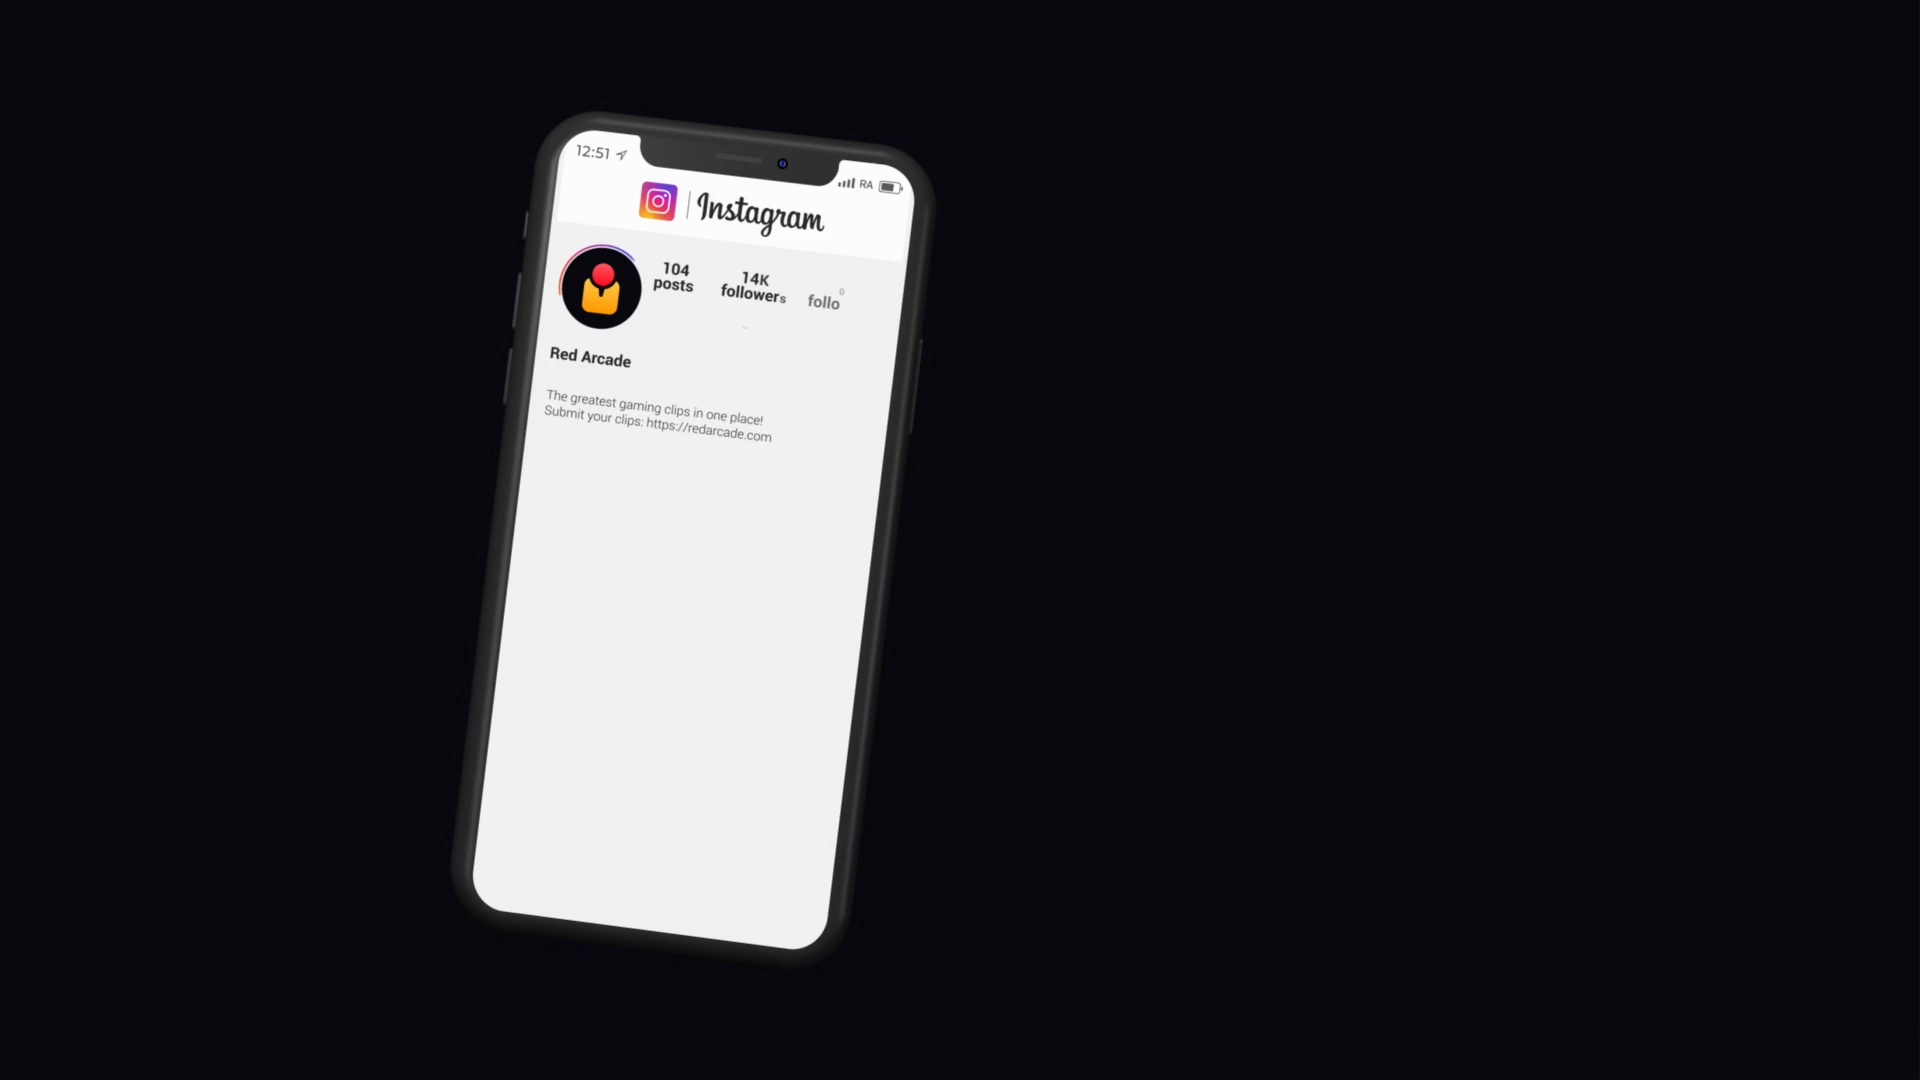 12:51
RA
Instagram
104
posts
14K
followers
0
follo
Red Arcade
The greatest gaming clips in one place!
Submit your clips: https://redarcade.com